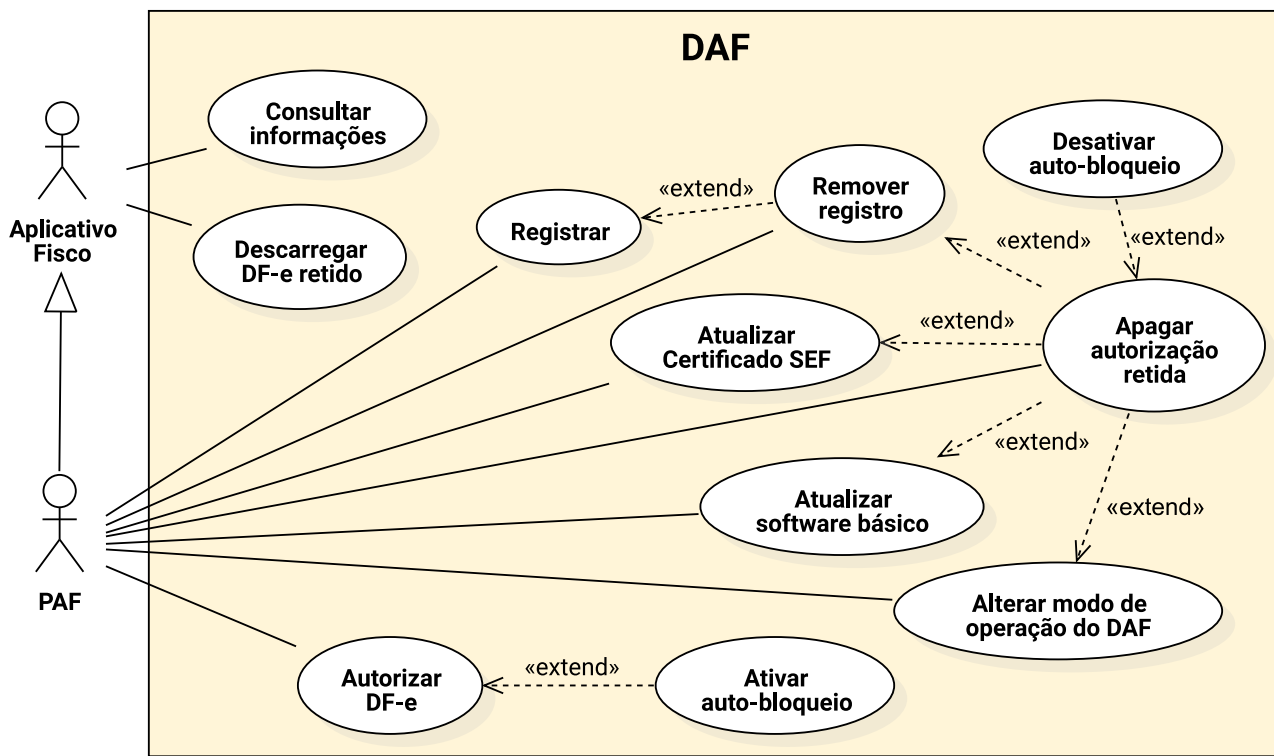 DAF
Consultar
informações
Desativar
auto-bloqueio
Aplicativo
Fisco
Descarregar
DF-e retido
Registrar
«extend»
Remover
registro
«extend»
«extend»
Atualizar
Certificado SEF
«extend»
Apagar
autorização
retida
«extend»
Atualizar
software básico
«extend»
PAF
Alterar modo de
operação do DAF
Autorizar
DF-e
«extend»
Ativar
auto-bloqueio